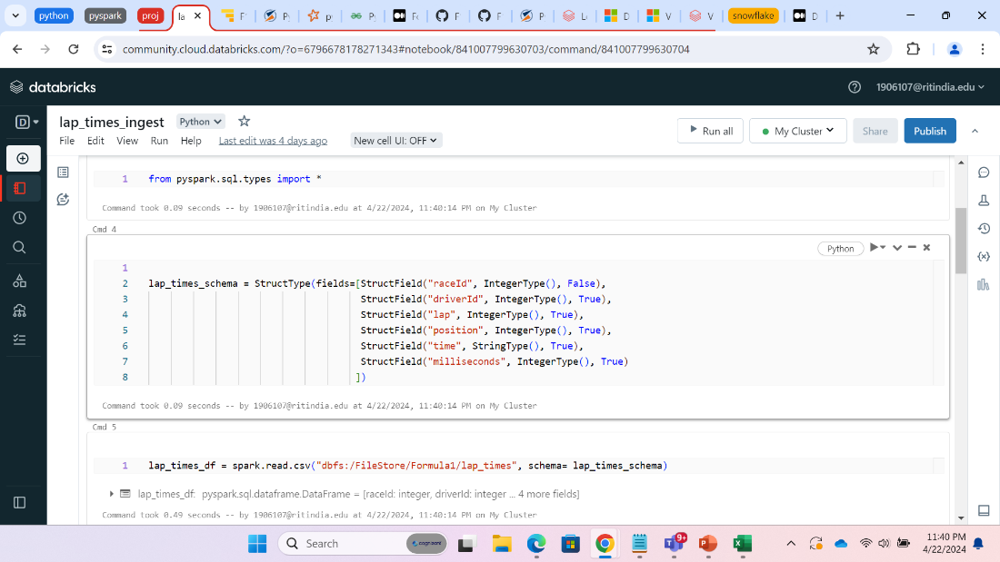 python
pyspark
proj
la
snowflake
community.cloud.databricks.com/?o=6796678178271343#notebook/841007799630703/command/841007799630704
databricks
1906107@ritindia.edu
D
lap_times_ingest
Python
File
Edit
View
Run
Help
Last edit was 4 days ago
New cell UI: OFF
Run all
My Cluster
Share
Publish
1 from pyspark.sql.types import *
Command took 0.09 seconds -- by 1906107@ritindia.edu at 4/22/2024, 11:40:14 PM on My Cluster
Cmd 4
Python
1
2 lap_times_schema = StructType(fields=[StructField("raceId", IntegerType(), False),
3 StructField("driverId", IntegerType(), True),
4 StructField("lap", IntegerType(), True),
5 StructField("position", IntegerType(), True),
6 StructField("time", StringType(), True),
7 StructField("milliseconds", IntegerType(), True)
8 ])
Command took 0.09 seconds -- by 1906107@ritindia.edu at 4/22/2024, 11:40:14 PM on My Cluster
Cmd 5
1 lap_times_df = spark.read.csv("dbfs:/FileStore/Formula1/lap_times", schema= lap_times_schema)
lap_times_df: pyspark.sql.dataframe.DataFrame = [raceId: integer, driverId: integer ... 4 more fields]
Command took 0.49 seconds -- by 1906107@ritindia.edu at 4/22/2024, 11:40:14 PM on My Cluster
Search
cognizant
9+
11:40 PM
4/22/2024